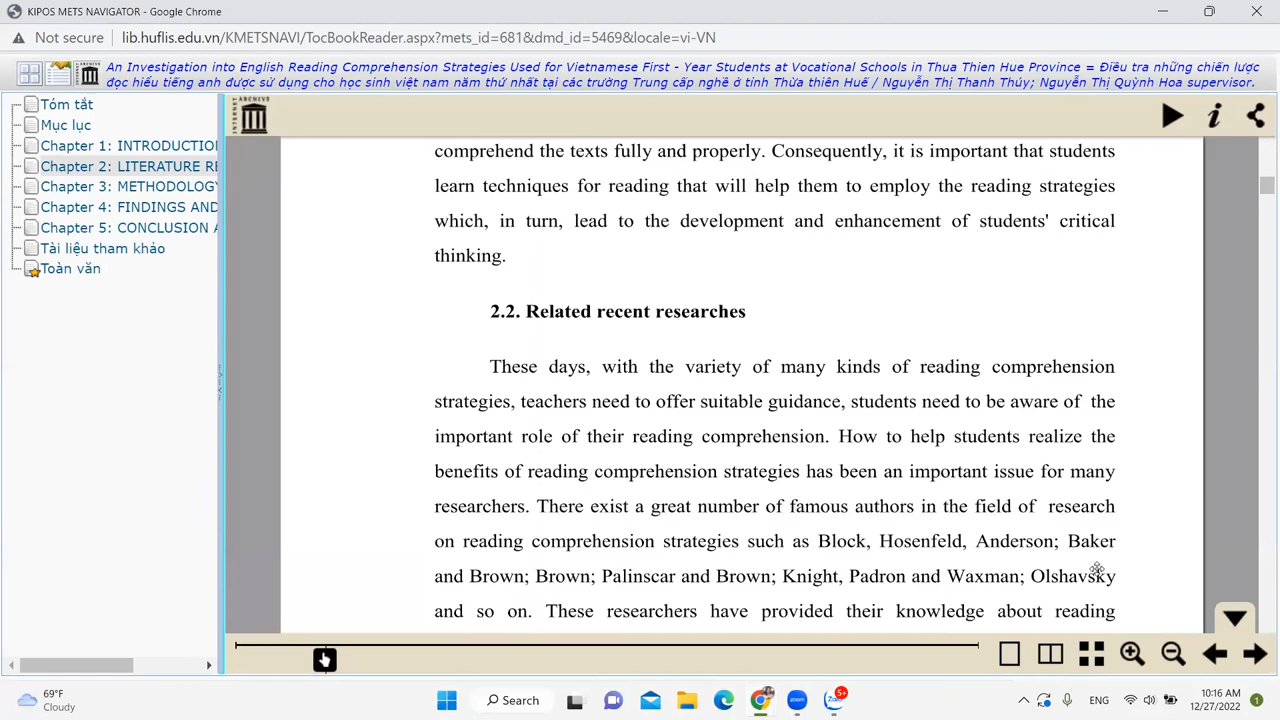 KIPOS METS NAVIGATOR - Google Chrome
Not secure lib.huflis.edu.vn/KMETSNAVI/TocBookReader.aspx?mets_id=681&dmd_id=5469&locale=vi-VN
An Investigation into English Reading Comprehension Strategies Used for Vietnamese First - Year Students at Vocational Schools in Thua Thien Hue Province = Điều tra những chiến lược
đọc hiểu tiếng anh được sử dụng cho học sinh việt nam năm thứ nhất tại các trường Trung cấp nghề ở tỉnh Thừa thiên Huế / Nguyễn Thị Thanh Thúy; Nguyễn Thị Quỳnh Hoa supervisor.
Tóm tắt
Mục lục
Chapter 1: INTRODUCTION
Chapter 2: LITERATURE RE
Chapter 3: METHODOLOGY
Chapter 4: FINDINGS AND
Chapter 5: CONCLUSION A
Tài liệu tham khảo
Toàn văn
INTERNET ARCHIVE
comprehend the texts fully and properly. Consequently, it is important that students
learn techniques for reading that will help them to employ the reading strategies
which, in turn, lead to the development and enhancement of students' critical
thinking.
2.2. Related recent researches
These days, with the variety of many kinds of reading comprehension
strategies, teachers need to offer suitable guidance, students need to be aware of the
important role of their reading comprehension. How to help students realize the
benefits of reading comprehension strategies has been an important issue for many
researchers. There exist a great number of famous authors in the field of research
on reading comprehension strategies such as Block, Hosenfeld, Anderson; Baker
and Brown; Brown; Palinscar and Brown; Knight, Padron and Waxman; Olshavsky
and so on. These researchers have provided their knowledge about reading
69°F
Cloudy
Search
5+
Zalo
ENG
10:16 AM
12/27/2022
1